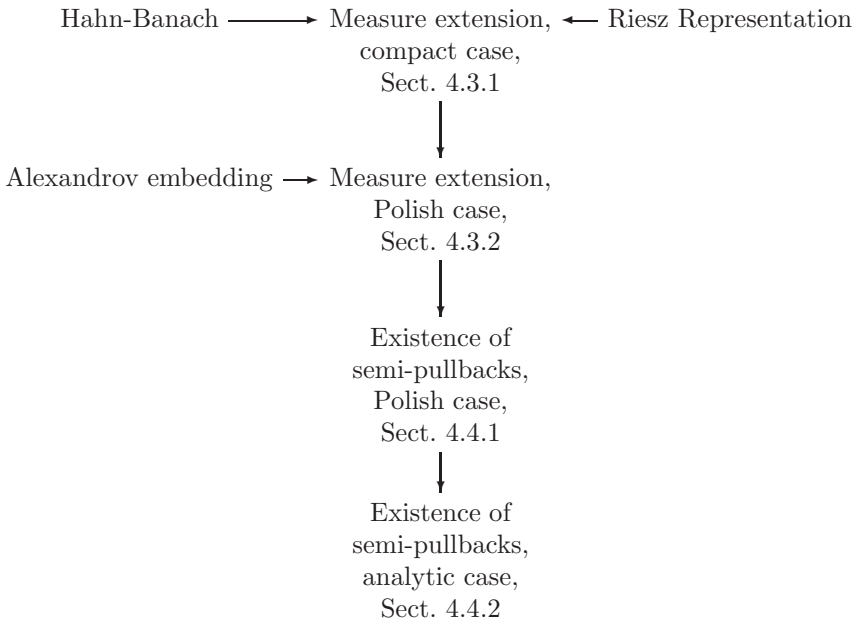 Hahn-Banach Measure extension, Riesz Representation
compact case,
Sect. 4.3.1
Alexandrov embedding Measure extension,
Polish case,
Sect. 4.3.2
Existence of
semi-pullbacks,
Polish case,
Sect. 4.4.1
Existence of
semi-pullbacks,
analytic case,
Sect. 4.4.2